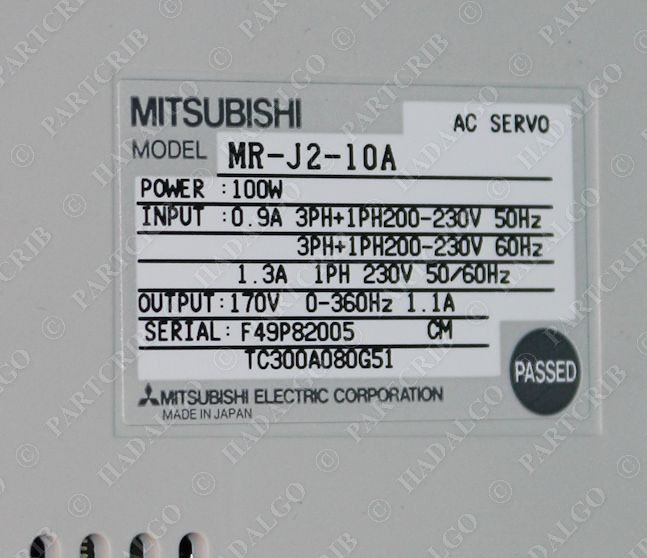 MITSUBISHI
AC SERVO
MODEL MR-J2-10A
POWER :100W
INPUT :0.9A 3PH+1PH200-230V 50Hz
3PH+1PH200-230V 60Hz
1.3A 1PH 230V 50/60Hz
OUTPUT:170V 0-360Hz 1.1A
SERIAL:F49P82005 CM
TC300A080G51
PASSED
MITSUBISHI ELECTRIC CORPORATION
MADE IN JAPAN
© PARTCRIB © HADALGO